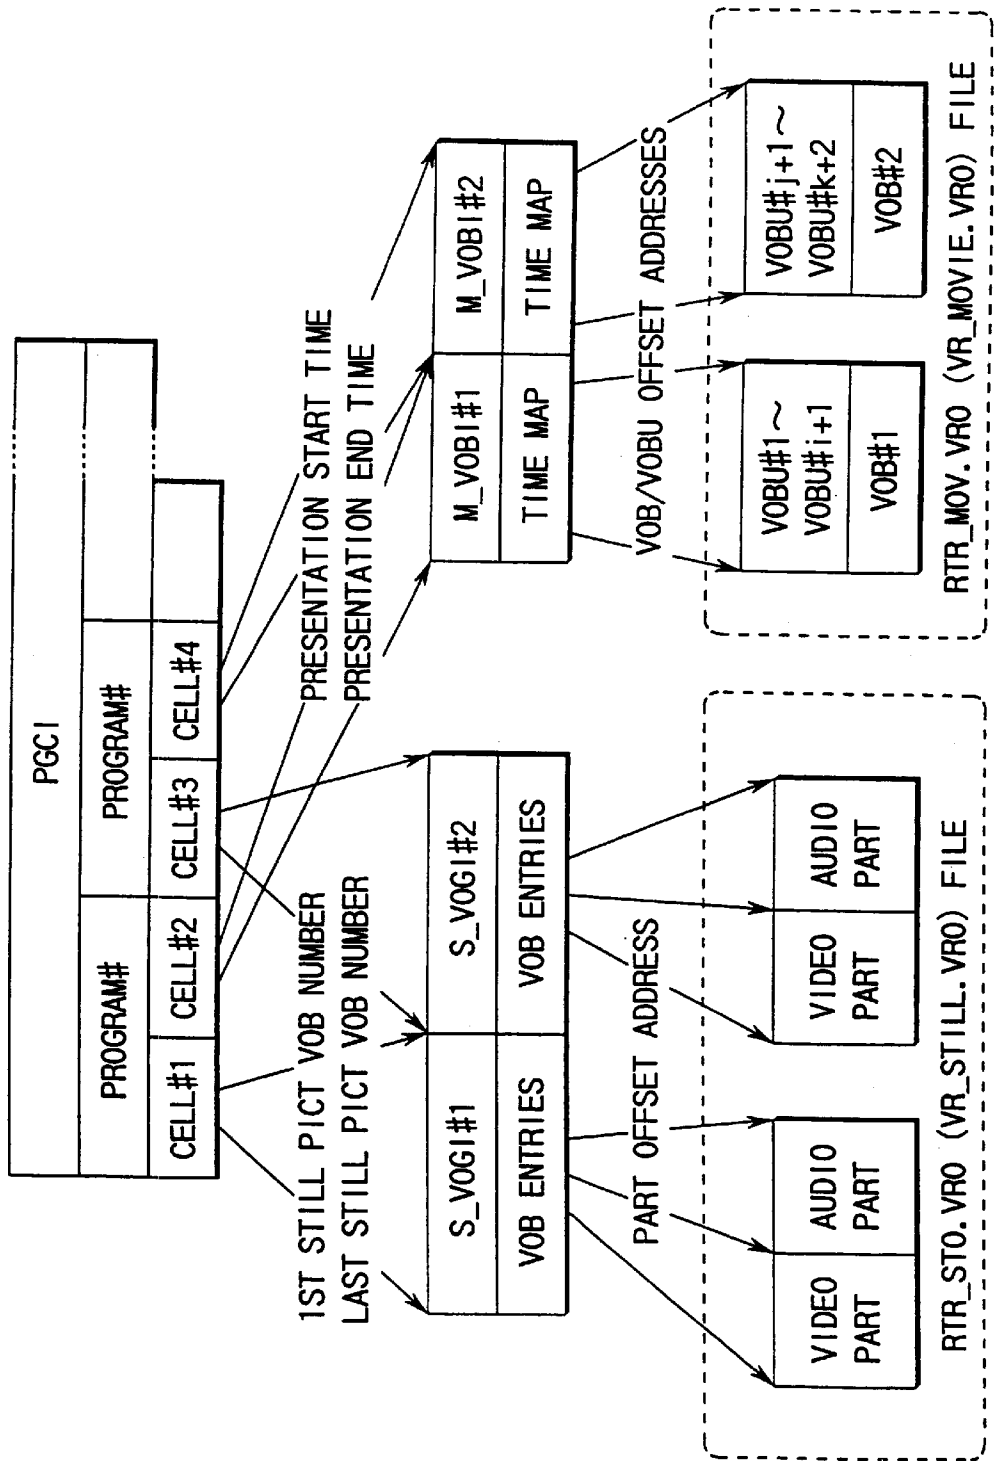 PGCI
PROGRAM#
PROGRAM#
CELL#1
CELL#2
CELL#3
CELL#4
1ST STILL PICT VOB NUMBER
LAST STILL PICT VOB NUMBER
PRESENTATION START TIME
PRESENTATION END TIME
S_VOGI#1
S_VOGI#2
VOB ENTRIES
VOB ENTRIES
M_VOBI#1
M_VOBI#2
TIME MAP
TIME MAP
PART OFFSET ADDRESS
VOB/VOBU OFFSET ADDRESSES
VIDEO
PART
AUDIO
PART
VIDEO
PART
AUDIO
PART
VOBU#1~
VOBU#i+1
VOB#1
VOBU#j+1~
VOBU#k+2
VOB#2
RTR_STO.VRO (VR_STILL.VRO) FILE
RTR_MOV.VRO (VR_MOVIE.VRO) FILE